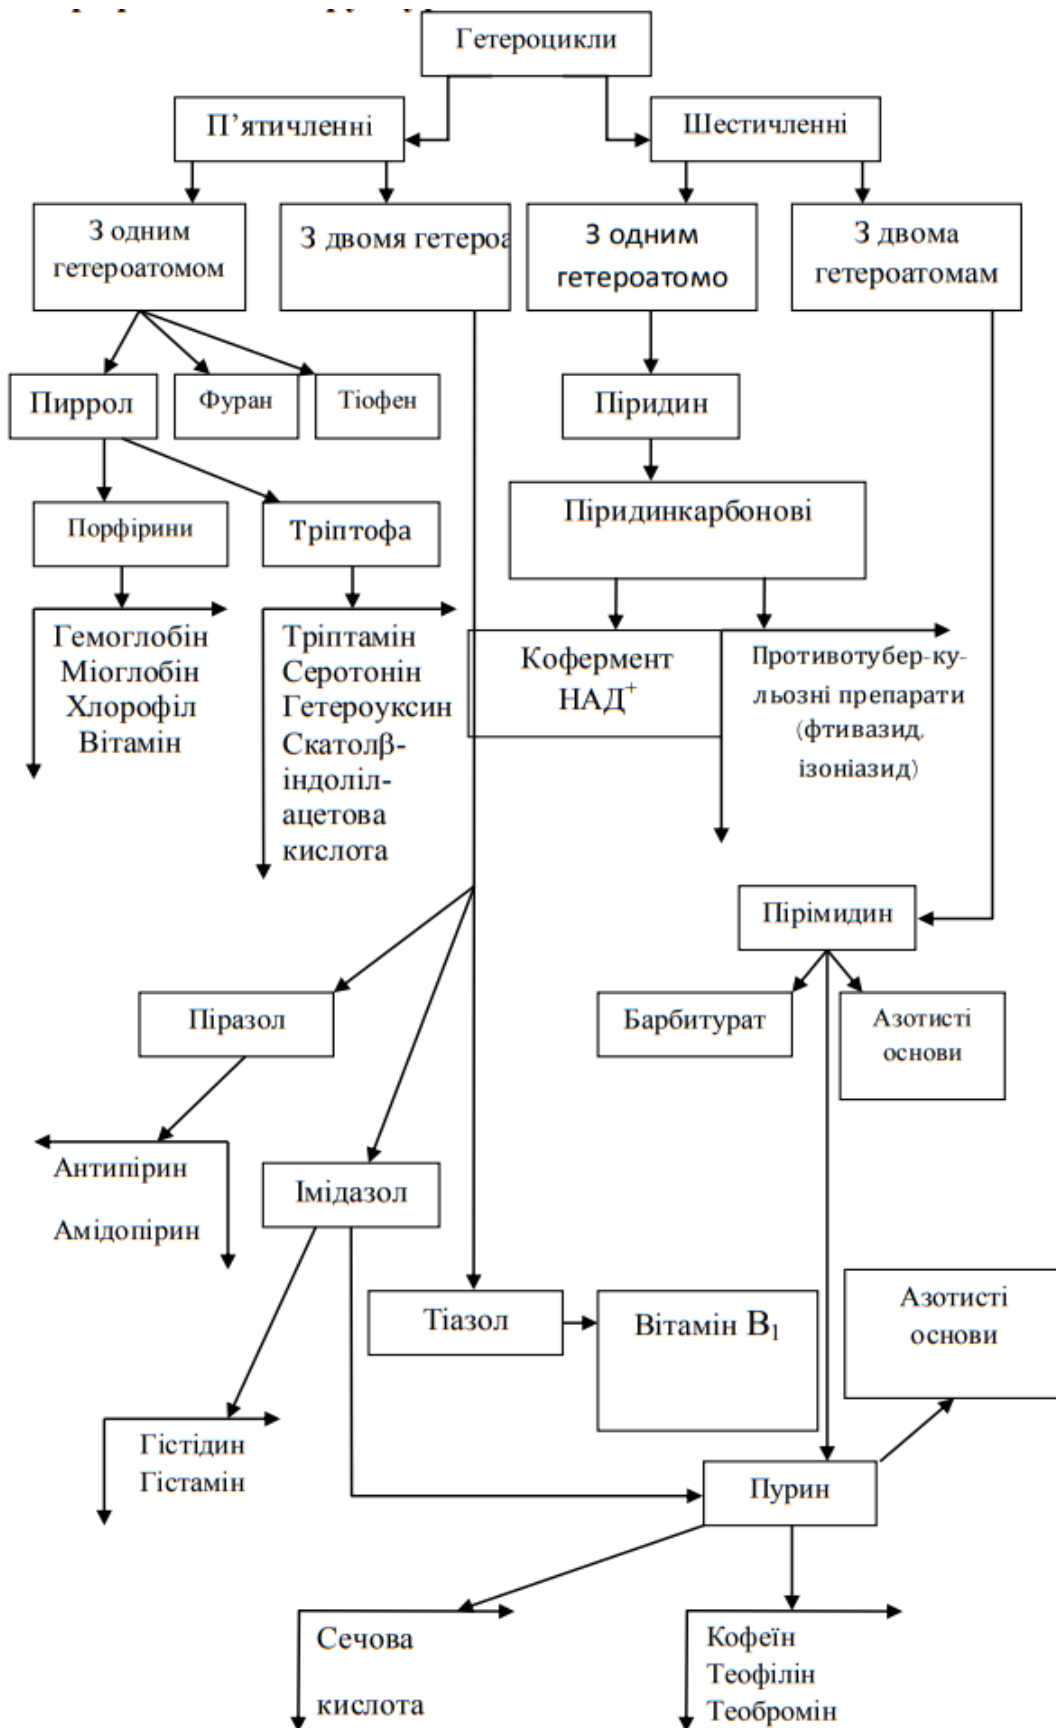 Гетероцикли
П’ятичленні
Шестичленні
З одним
гетероатомом
З двомя гетероа
З одним
гетероатомо
З двома
гетероатомам
Пиррол
Фуран
Тіофен
Піридин
Порфірини
Тріптофа
Піридинкарбонові
Гемоглобін
Міоглобін
Хлорофіл
Вітамін
Тріптамін
Серотонін
Гетероуксин
Скатолβ-
індоліл-
ацетова
кислота
Кофермент
НАД⁺
Противотубер-ку-
льозні препарати
(фтивазид,
ізоніазид)
Пірімидин
Піразол
Барбитурат
Азотисті
основи
Антипірин
Амідопірин
Імідазол
Тіазол
Вітамін В₁
Азотисті
основи
Гістідин
Гістамін
Пурин
Сечова
кислота
Кофеїн
Теофілін
Теобромін